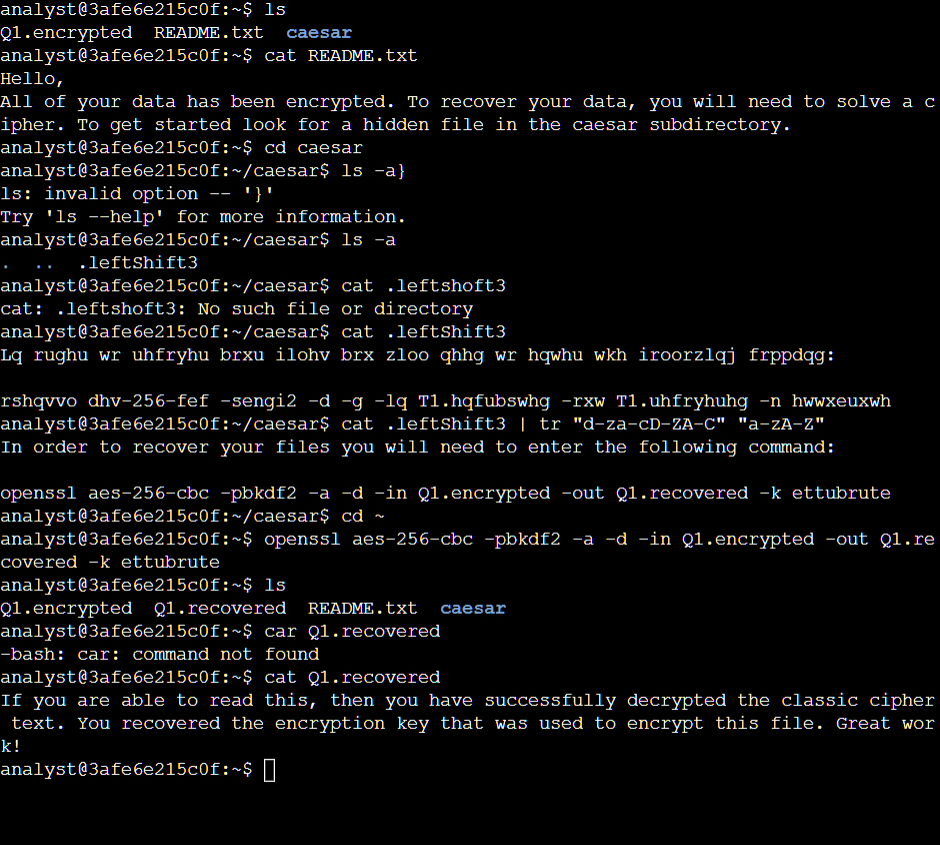 analyst@3afe6e215c0f:~$ ls
Q1.encrypted  README.txt  caesar
analyst@3afe6e215c0f:~$ cat README.txt
Hello,
All of your data has been encrypted. To recover your data, you will need to solve a c
ipher. To get started look for a hidden file in the caesar subdirectory.
analyst@3afe6e215c0f:~$ cd caesar
analyst@3afe6e215c0f:~/caesar$ ls -a}
ls: invalid option -- '}'
Try 'ls --help' for more information.
analyst@3afe6e215c0f:~/caesar$ ls -a
.  ..  .leftShift3
analyst@3afe6e215c0f:~/caesar$ cat .leftshoft3
cat: .leftshoft3: No such file or directory
analyst@3afe6e215c0f:~/caesar$ cat .leftShift3
Lq rughu wr uhfryhu brxu ilohv brx zloo qhhg wr hqwhu wkh iroorzlqj frppdqg:

rshqvvo dhv-256-fef -sengi2 -d -g -lq T1.hqfubswhg -rxw T1.uhfryhuhg -n hwwxeuxwh
analyst@3afe6e215c0f:~/caesar$ cat .leftShift3 | tr "d-za-cD-ZA-C" "a-zA-Z"
In order to recover your files you will need to enter the following command:

openssl aes-256-cbc -pbkdf2 -a -d -in Q1.encrypted -out Q1.recovered -k ettubrute
analyst@3afe6e215c0f:~/caesar$ cd ~
analyst@3afe6e215c0f:~$ openssl aes-256-cbc -pbkdf2 -a -d -in Q1.encrypted -out Q1.re
covered -k ettubrute
analyst@3afe6e215c0f:~$ ls
Q1.encrypted  Q1.recovered  README.txt  caesar
analyst@3afe6e215c0f:~$ car Q1.recovered
-bash: car: command not found
analyst@3afe6e215c0f:~$ cat Q1.recovered
If you are able to read this, then you have successfully decrypted the classic cipher
 text. You recovered the encryption key that was used to encrypt this file. Great wor
k!
analyst@3afe6e215c0f:~$